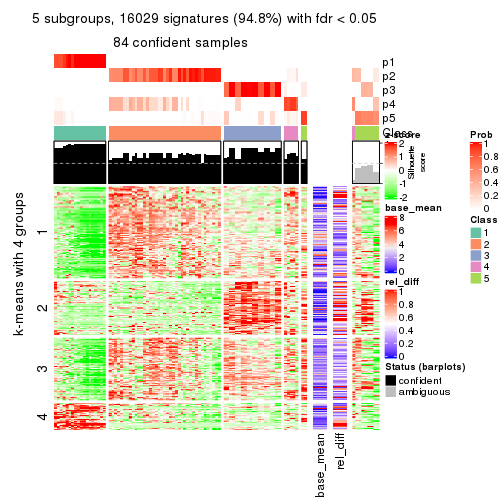 5 subgroups, 16029 signatures (94.8%) with fdr < 0.05
84 confident samples
p1
p2
p3
p4
p5
Class
z-score
2
1
0
-1
-2
Silhouette
score
Prob
1
0.8
0.6
0.4
0.2
0
base_mean
8
6
4
2
0
Class
1
2
3
4
5
rel_diff
1
0.8
0.6
0.4
0.2
0
Status (barplots)
confident
ambiguous
k-means with 4 groups
1
2
3
4
base_mean
rel_diff